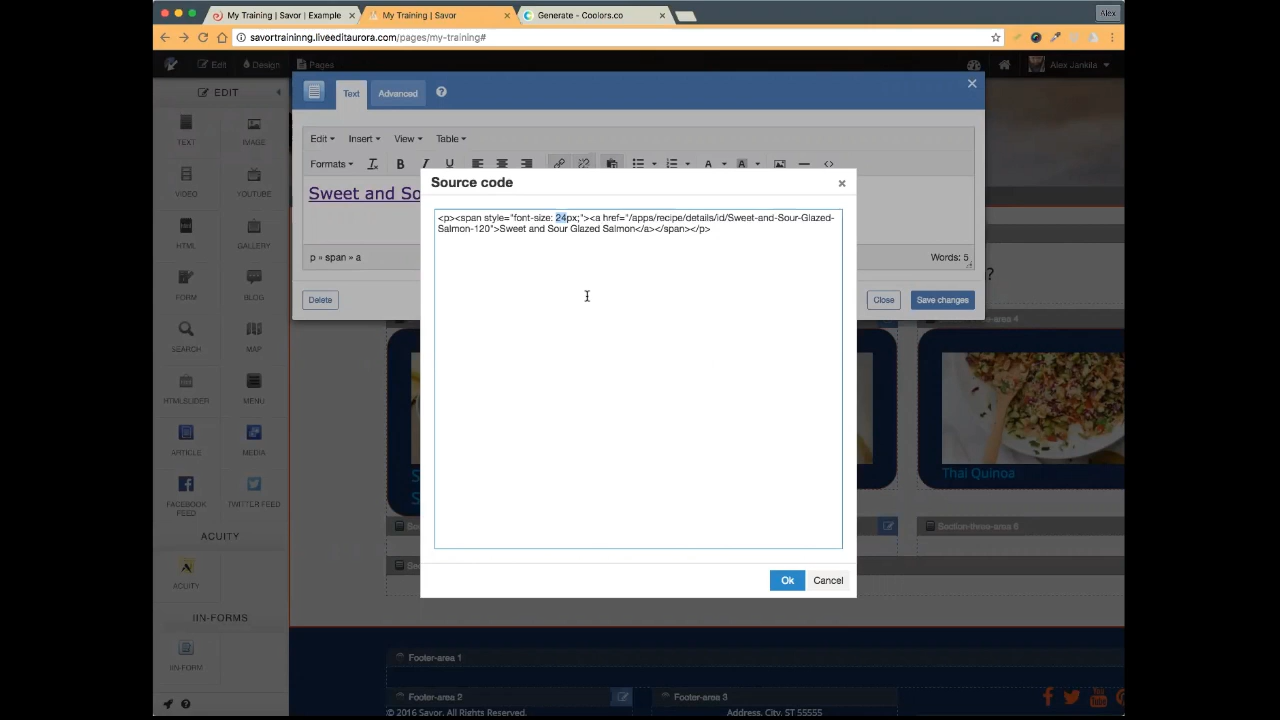 My Training | Savor | Example
My Training | Savor
Generate - Coolors.co
Alex
savortraininng.liveeditaurora.com/pages/my-training#
Edit
Design
Pages
Alex Jankila
EDIT
Text
Advanced
TEXT
IMAGE
Edit
Insert
View
Table
Formats
B
I
U
A
A
<>
VIDEO
YOUTUBE
Sweet and So
Source code
×
<p><span style="font-size: 24px;"><a href="/apps/recipe/details/id/Sweet-and-Sour-Glazed-
Salmon-120">Sweet and Sour Glazed Salmon</a></span></p>
HTML
GALLERY
p » span » a
Words: 5
?
FORM
BLOG
Delete
Close
Save changes
area 4
SEARCH
MAP
HTMLSLIDER
MENU
ARTICLE
MEDIA
Thai Quinoa
S
S
FACEBOOK
FEED
TWITTER FEED
Section-three-area 6
ACUITY
ACUITY
Ok
Cancel
IIN-FORMS
IIN-FORM
Footer-area 1
Footer-area 2
Footer-area 3
© 2016 Savor. All Rights Reserved.
Address, City, ST 55555